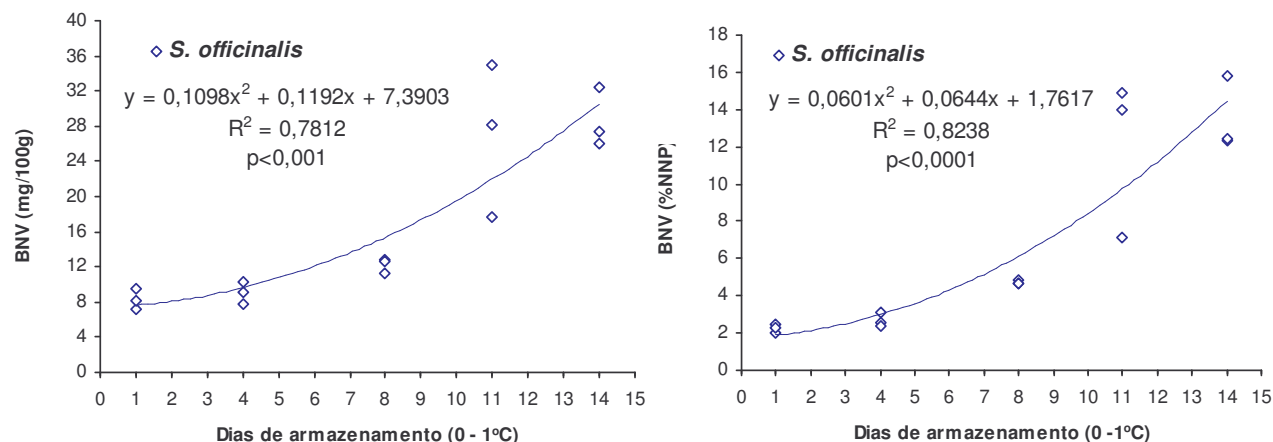 36
32
28
24
20
16
12
8
4
0
BNV (mg/100g)
S. officinalis
y = 0,1098x² + 0,1192x + 7,3903
R² = 0,7812
p<0,001
0 1 2 3 4 5 6 7 8 9 10 11 12 13 14 15
Dias de armazenamento (0 - 1ºC)
18
16
14
12
10
8
6
4
2
0
BNV (%NNP)
S. officinalis
y = 0,0601x² + 0,0644x + 1,7617
R² = 0,8238
p<0,0001
0 1 2 3 4 5 6 7 8 9 10 11 12 13 14 15
Dias de armazenamento (0 -1ºC)